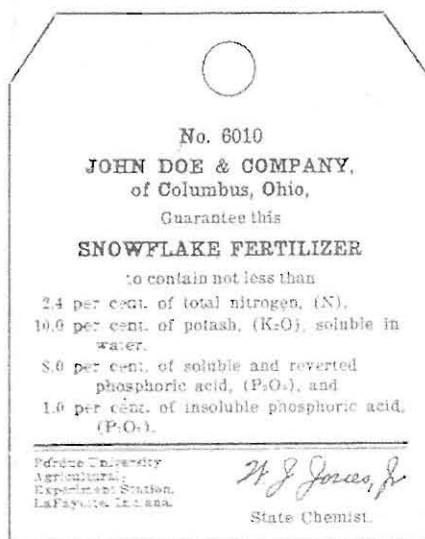 No. 6010
JOHN DOE & COMPANY,
of Columbus, Ohio,
Guarantee this
SNOWFLAKE FERTILIZER
to contain not less than
2.4 per cent. of total nitrogen, (N),
10.0 per cent. of potash, (K₂O), soluble in
water.
8.0 per cent. of soluble and reverted
phosphoric acid, (P₂O₅), and
1.0 per cent. of insoluble phosphoric acid,
(P₂O₅).
Purdue University
Agricultural
Experiment Station,
LaFayette, Indiana.
W J Jones, Jr
State Chemist.